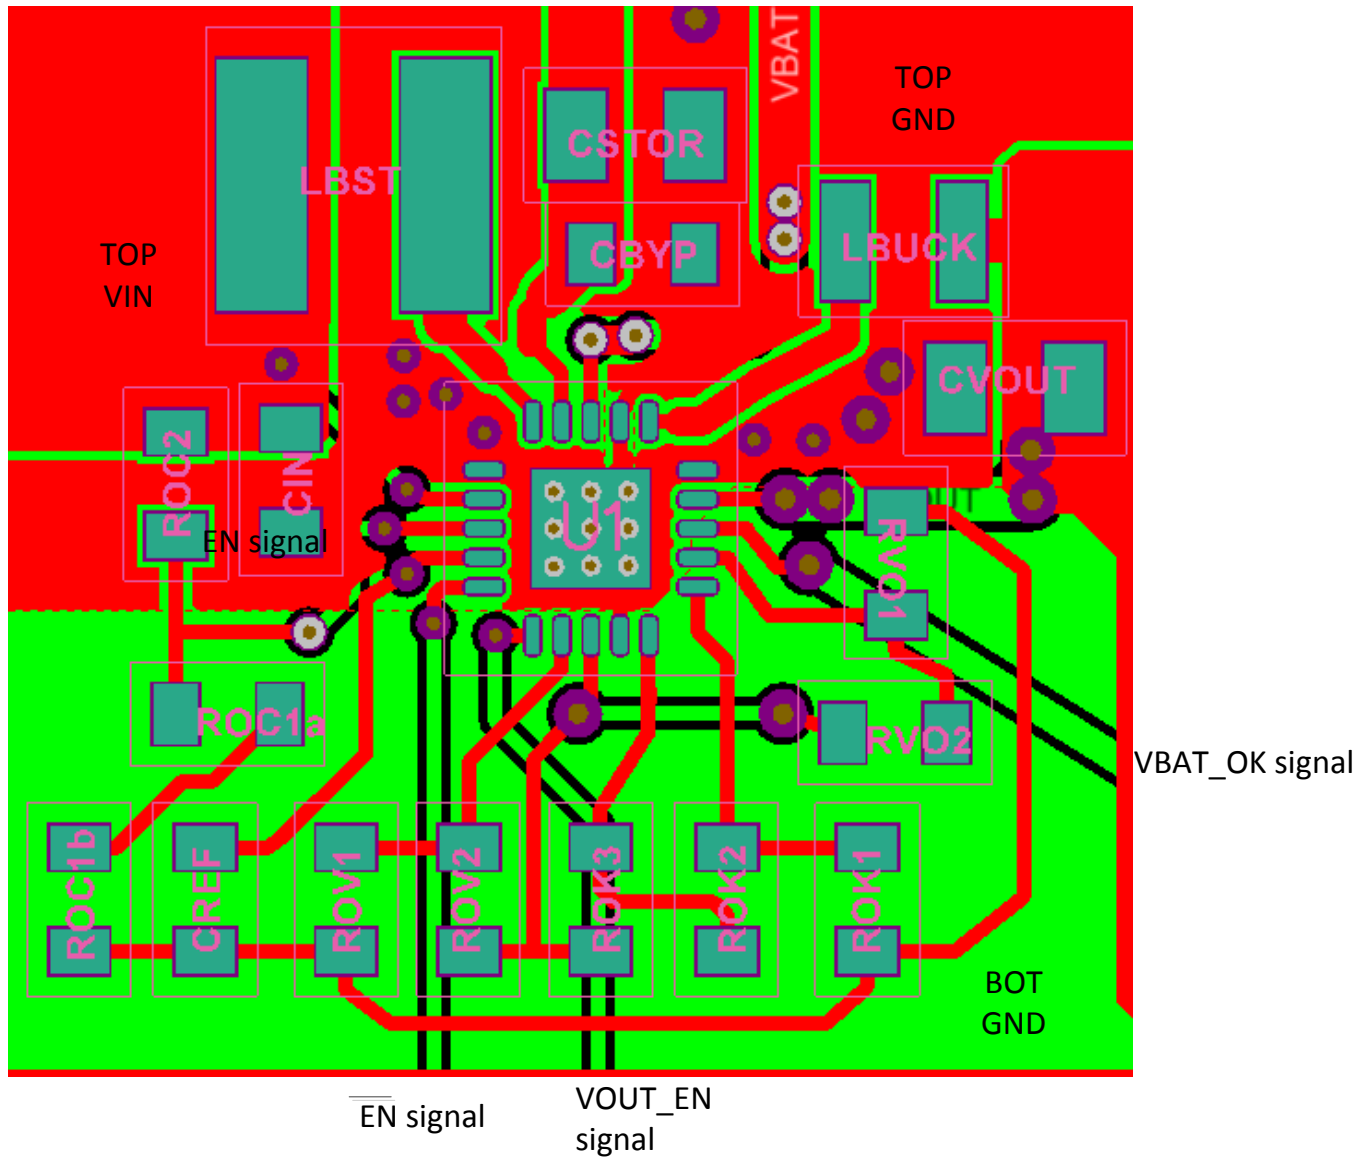 VBAT
TOP
GND
CSTOR
LBST
CBYP
LBUCK
TOP
VIN
CVOUT
ROC2
CIN
EN signal
U1
OUT
RVO1
ROC1a
RVO2
VBAT_OK signal
ROC1b
CREF
ROV1
ROV2
ROK3
ROK2
ROK1
BOT
GND
EN signal
VOUT_EN
signal